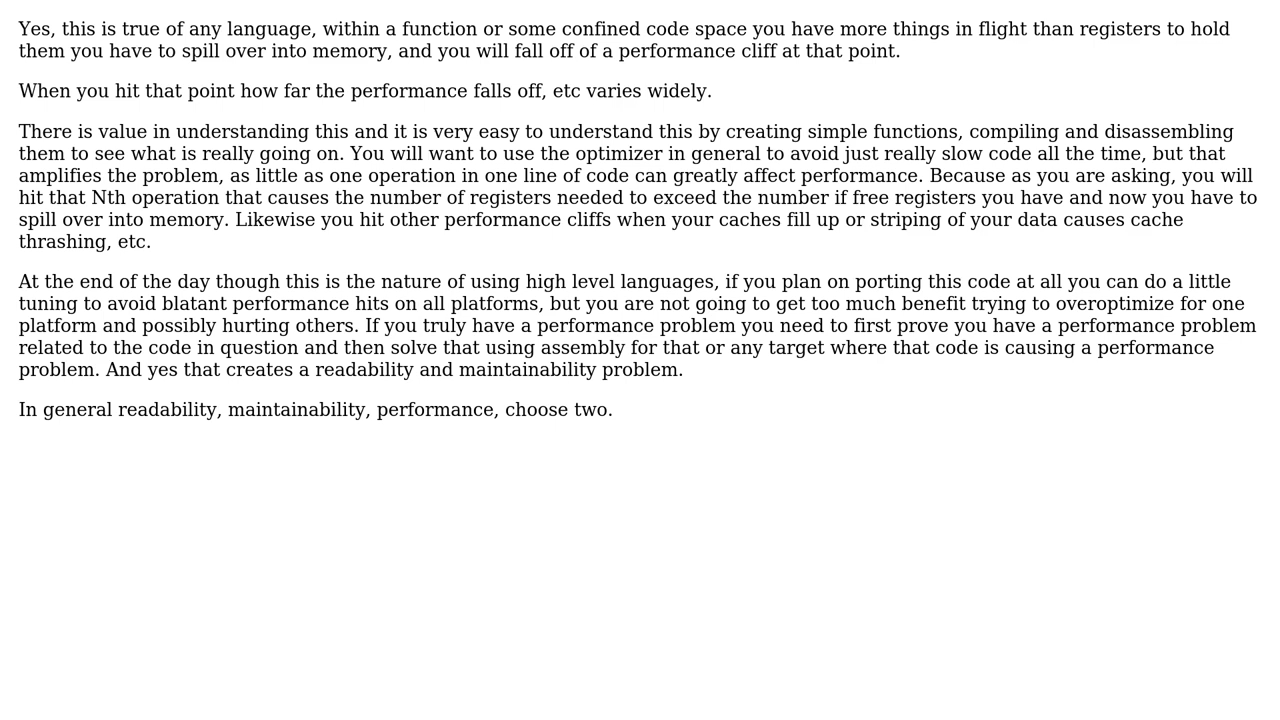 Yes, this is true of any language, within a function or some confined code space you have more things in flight than registers to hold
them you have to spill over into memory, and you will fall off of a performance cliff at that point.
When you hit that point how far the performance falls off, etc varies widely.
There is value in understanding this and it is very easy to understand this by creating simple functions, compiling and disassembling
them to see what is really going on. You will want to use the optimizer in general to avoid just really slow code all the time, but that
amplifies the problem, as little as one operation in one line of code can greatly affect performance. Because as you are asking, you will
hit that Nth operation that causes the number of registers needed to exceed the number if free registers you have and now you have to
spill over into memory. Likewise you hit other performance cliffs when your caches fill up or striping of your data causes cache
thrashing, etc.
At the end of the day though this is the nature of using high level languages, if you plan on porting this code at all you can do a little
tuning to avoid blatant performance hits on all platforms, but you are not going to get too much benefit trying to overoptimize for one
platform and possibly hurting others. If you truly have a performance problem you need to first prove you have a performance problem
related to the code in question and then solve that using assembly for that or any target where that code is causing a performance
problem. And yes that creates a readability and maintainability problem.
In general readability, maintainability, performance, choose two.